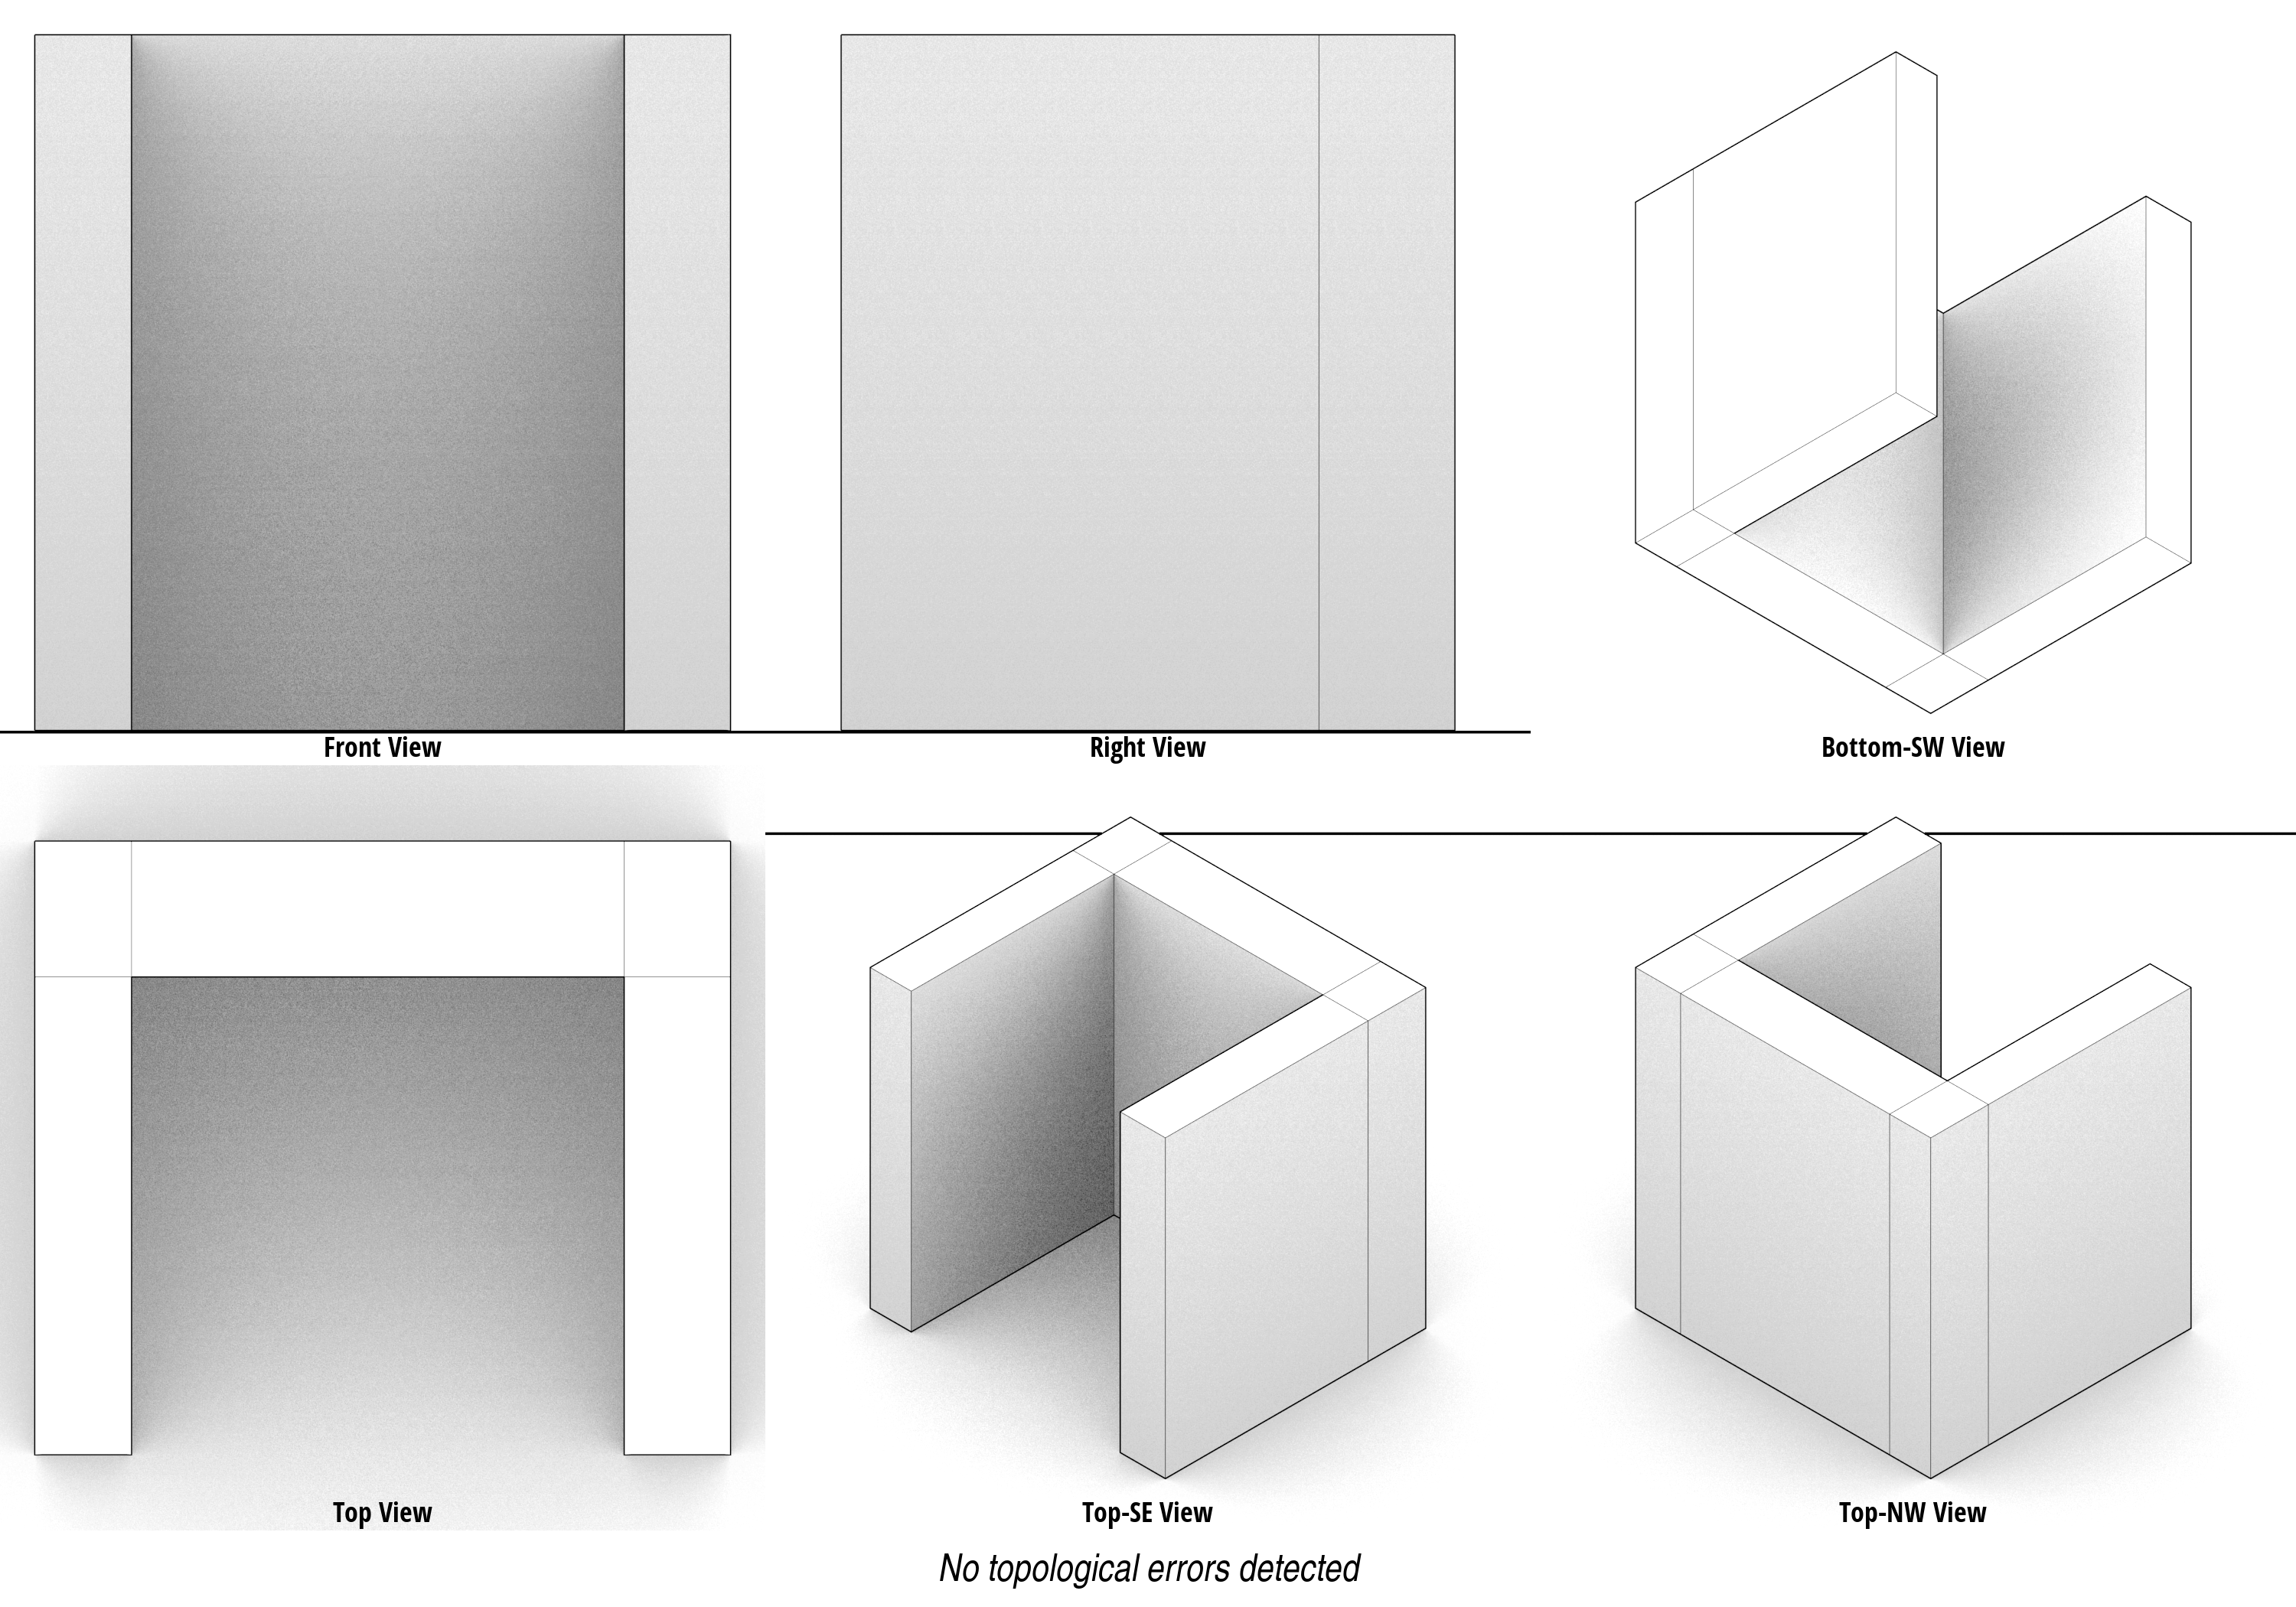 Front View
Right View
Bottom-SW View
Top View
Top-SE View
Top-NW View
No topological errors detected